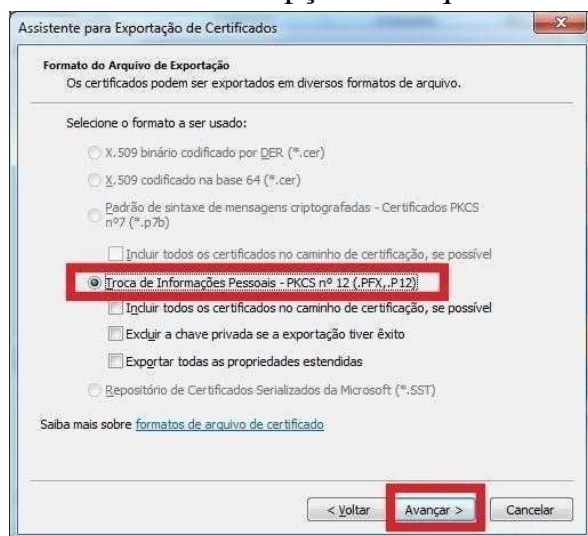 Assistente para Exportação de Certificados
Formato do Arquivo de Exportação
Os certificados podem ser exportados em diversos formatos de arquivo.
Selecione o formato a ser usado:
X.509 binário codificado por DER (*.cer)
X.509 codificado na base 64 (*.cer)
Padrão de sintaxe de mensagens criptografadas - Certificados PKCS
nº7 (*.p7b)
Incluir todos os certificados no caminho de certificação, se possível
Troca de Informações Pessoais - PKCS nº 12 (.PFX,.P12)
Incluir todos os certificados no caminho de certificação, se possível
Excluir a chave privada se a exportação tiver êxito
Exportar todas as propriedades estendidas
Repositório de Certificados Serializados da Microsoft (*.SST)
Saiba mais sobre formatos de arquivo de certificado
< Voltar Avançar > Cancelar